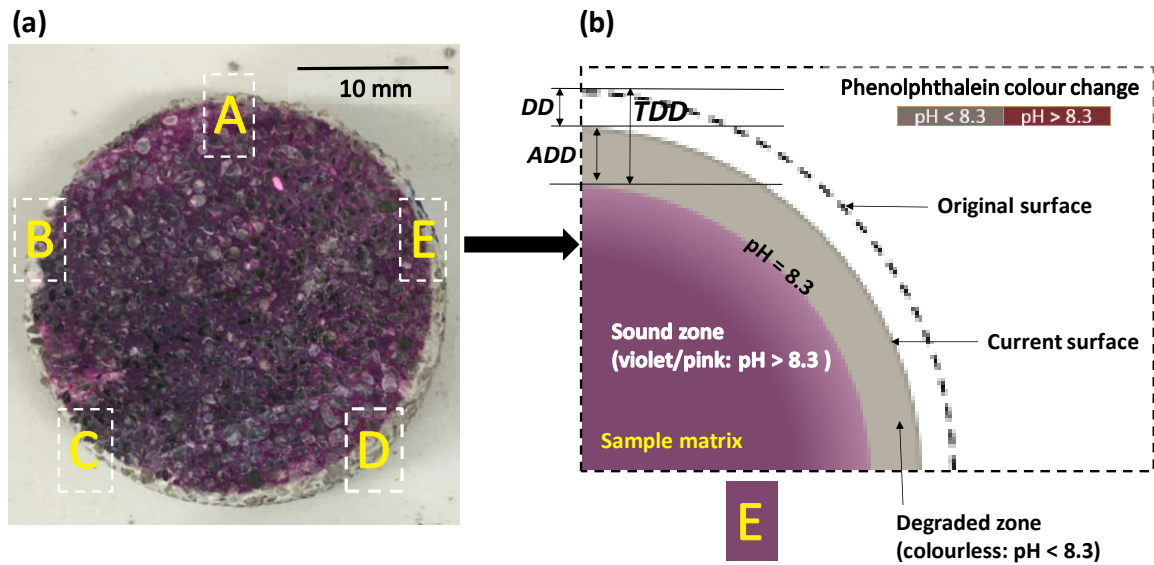 (a)
10 mm
A
B
E
C
D
(b)
Phenolphthalein colour change
pH < 8.3 pH > 8.3
DD
TDD
ADD
Original surface
pH = 8.3
Sound zone
(violet/pink: pH > 8.3 )
Current surface
Sample matrix
E
Degraded zone
(colourless: pH < 8.3)